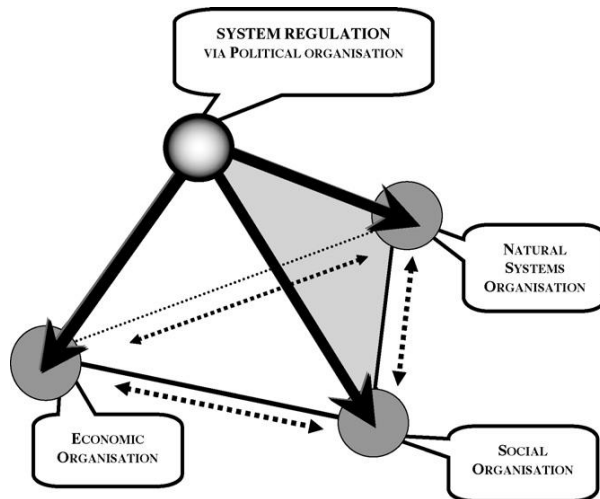 SYSTEM REGULATION
VIA POLITICAL ORGANISATION
NATURAL
SYSTEMS
ORGANISATION
ECONOMIC
ORGANISATION
SOCIAL
ORGANISATION